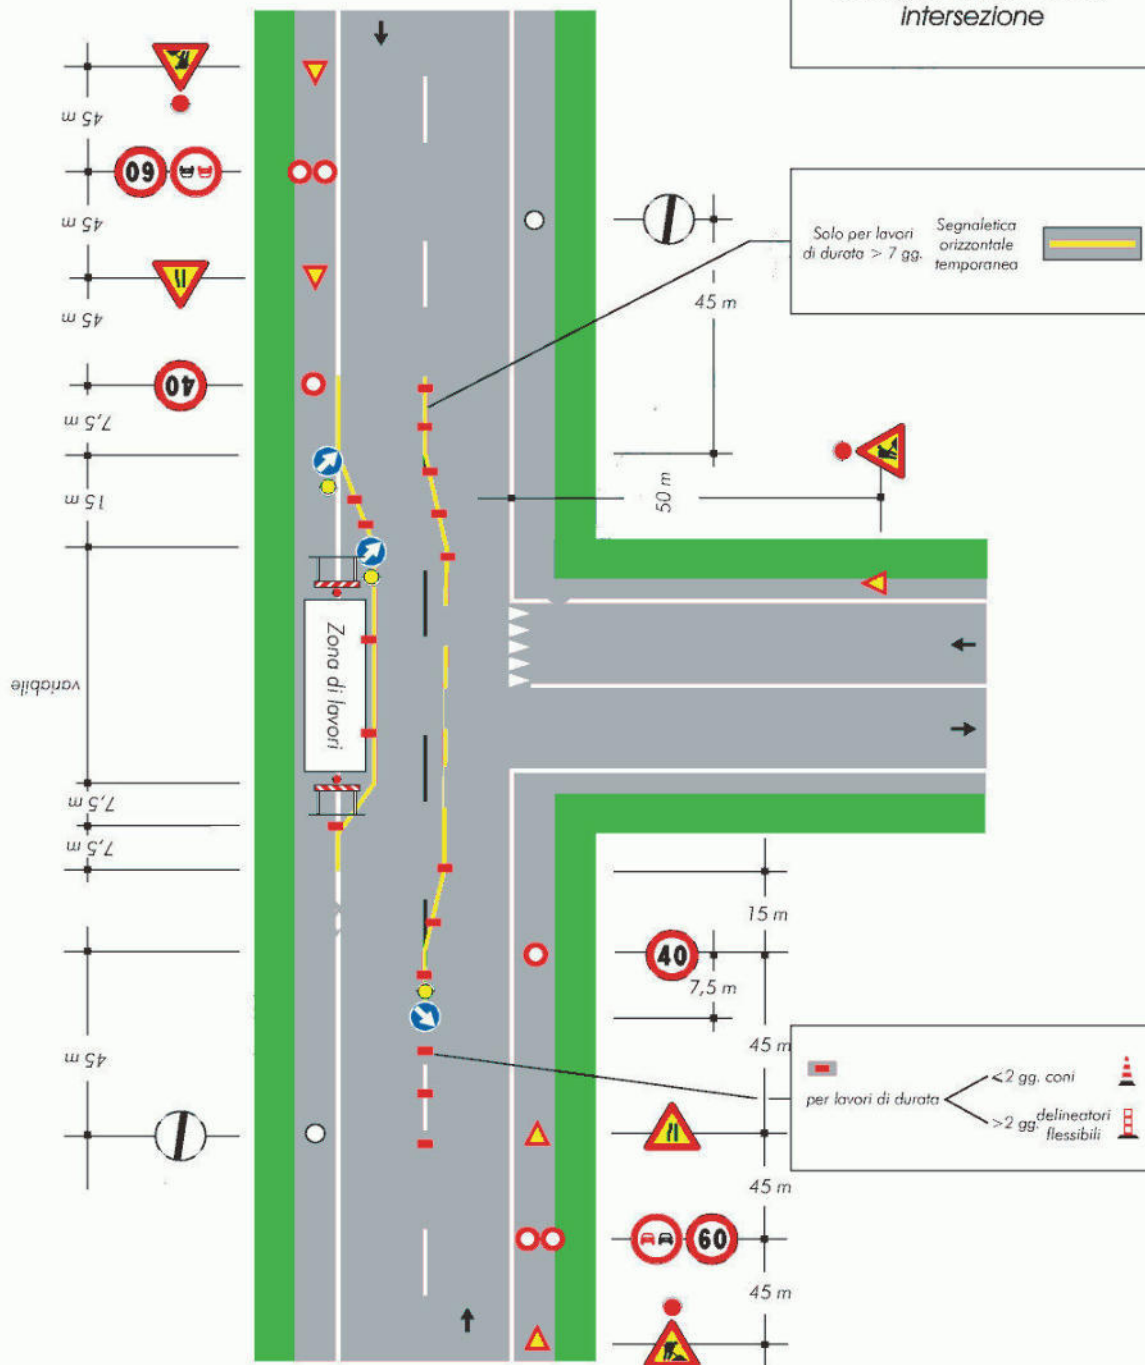 intersezione
45 m
60
45 m
45 m
40
7,5 m
15 m
variabile
7,5 m
7,5 m
45 m
Zona di lavori
Solo per lavori
di durata > 7 gg.
Segnaletica
orizzontale
temporanea
45 m
50 m
15 m
40
7,5 m
45 m
per lavori di durata
<2 gg. coni
>2 gg. delineatori
flessibili
45 m
60
45 m